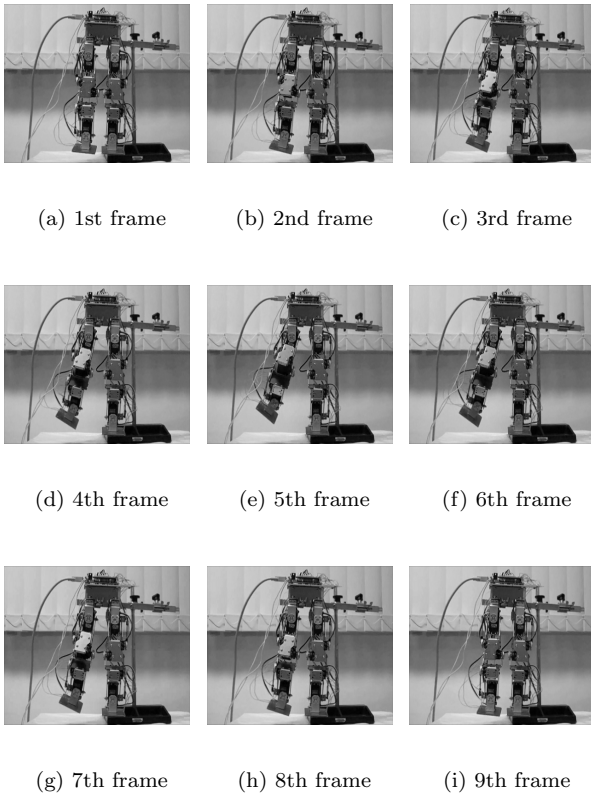 (a) 1st frame
(b) 2nd frame
(c) 3rd frame
(d) 4th frame
(e) 5th frame
(f) 6th frame
(g) 7th frame
(h) 8th frame
(i) 9th frame